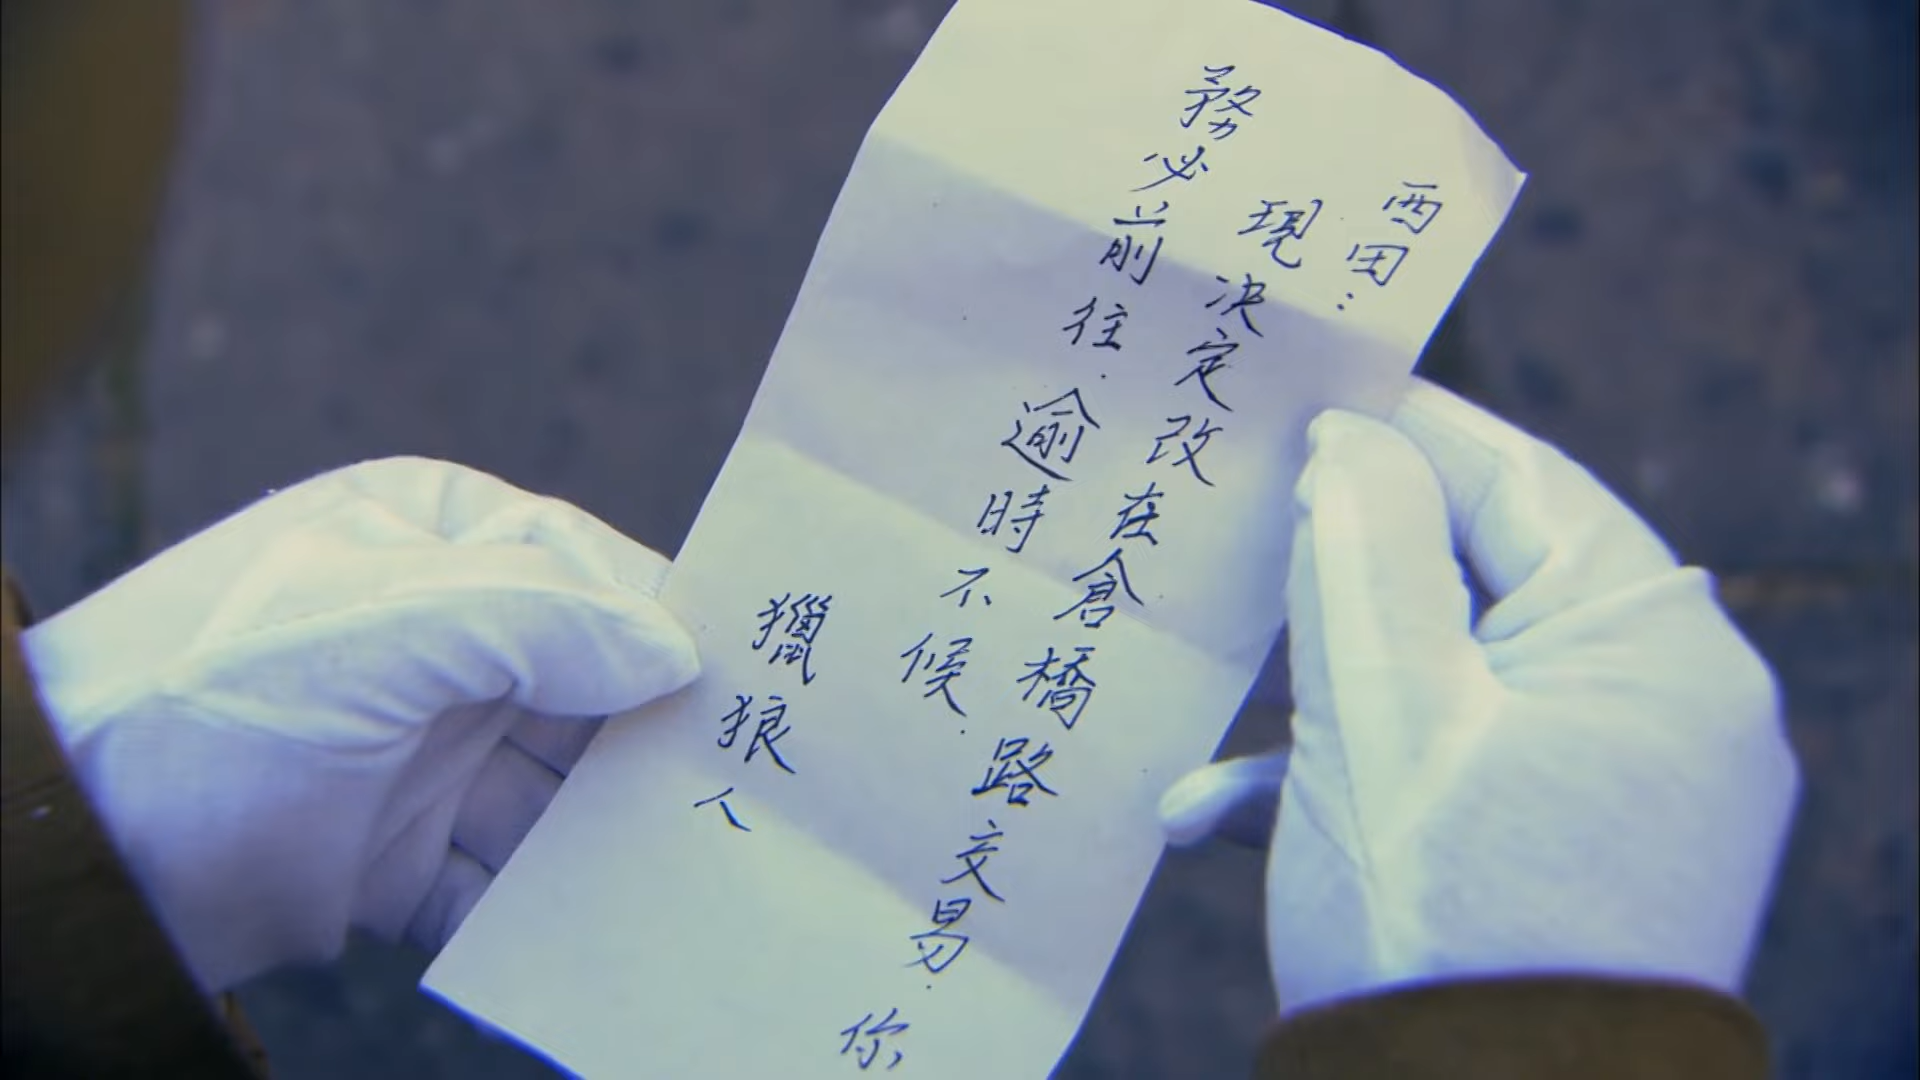 西田：
現决定改在倉橋路交易.你
務必前往.逾時不候.
獵狼人